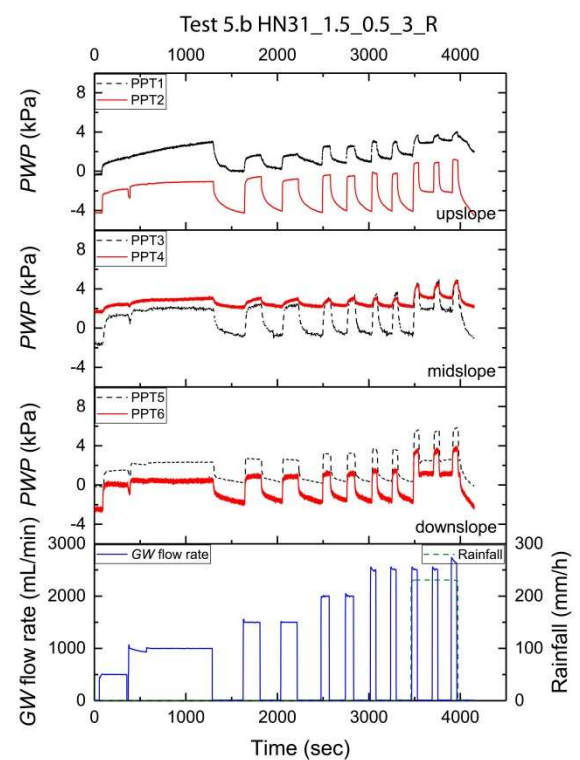 Test 5.b HN31_1.5_0.5_3_R
0 1000 2000 3000 4000
PPT1
PPT2
PWP (kPa)
8
4
0
-4
upslope
PPT3
PPT4
PWP (kPa)
8
4
0
-4
midslope
PPT5
PPT6
PWP (kPa)
8
4
0
-4
downslope
GW flow rate
Rainfall
GW flow rate (mL/min)
3000
2000
1000
0
300
200
100
0
Rainfall (mm/h)
0 1000 2000 3000 4000
Time (sec)